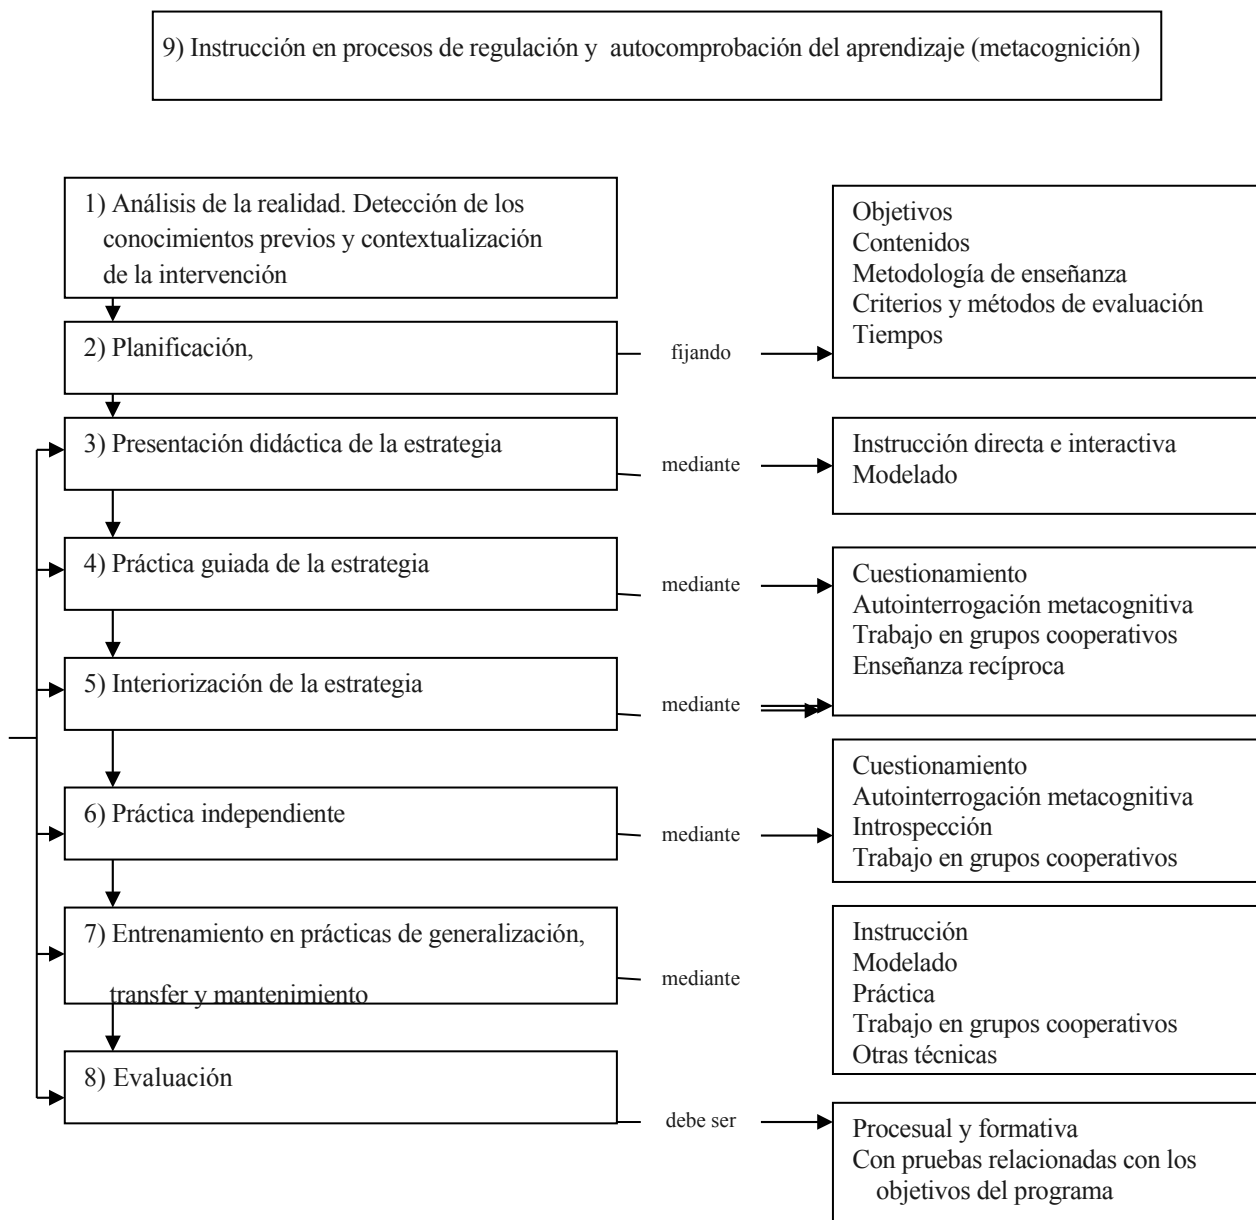 9) Instrucción en procesos de regulación y autocomprobación del aprendizaje (metacognición)
1) Análisis de la realidad. Detección de los
conocimientos previos y contextualización
de la intervención
2) Planificación,
fijando
Objetivos
Contenidos
Metodología de enseñanza
Criterios y métodos de evaluación
Tiempos
3) Presentación didáctica de la estrategia
mediante
Instrucción directa e interactiva
Modelado
4) Práctica guiada de la estrategia
mediante
Cuestionamiento
Autointerrogación metacognitiva
Trabajo en grupos cooperativos
Enseñanza recíproca
5) Interiorización de la estrategia
mediante
6) Práctica independiente
mediante
Cuestionamiento
Autointerrogación metacognitiva
Introspección
Trabajo en grupos cooperativos
7) Entrenamiento en prácticas de generalización,
transfer y mantenimiento
mediante
Instrucción
Modelado
Práctica
Trabajo en grupos cooperativos
Otras técnicas
8) Evaluación
debe ser
Procesual y formativa
Con pruebas relacionadas con los
objetivos del programa